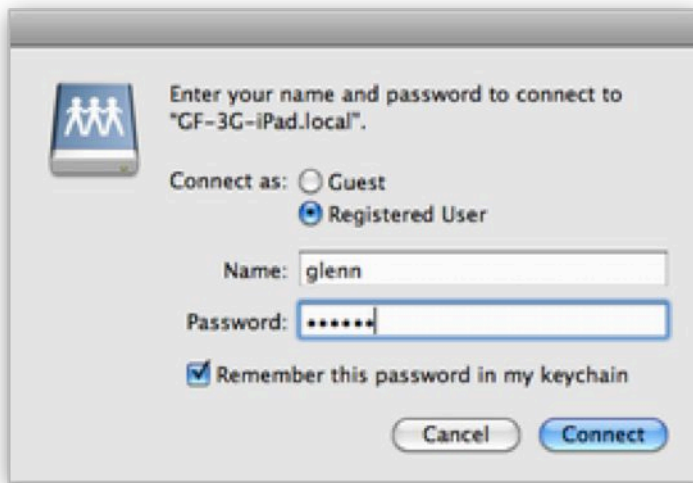 Enter your name and password to connect to
"GF-3G-iPad.local".
Connect as: Guest
Registered User
Name: glenn
Password: ••••••
Remember this password in my keychain
Cancel Connect